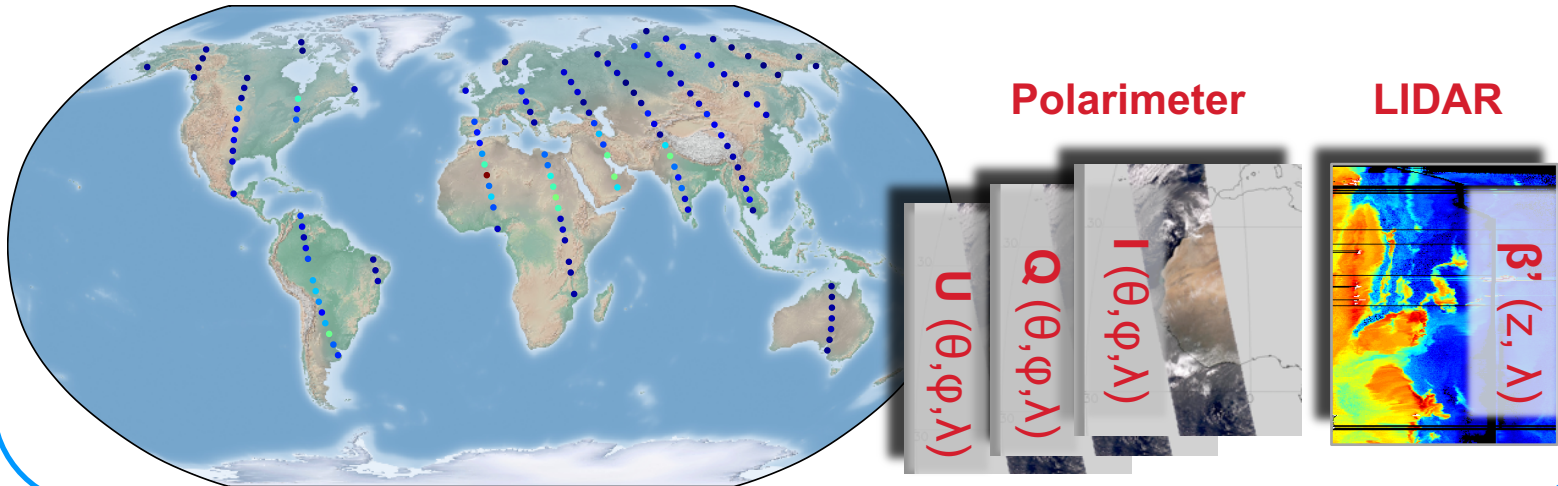 Polarimeter
LIDAR
U (θ,φ,λ)
Q (θ,φ,λ)
I (θ,φ,λ)
β’ (z, λ)